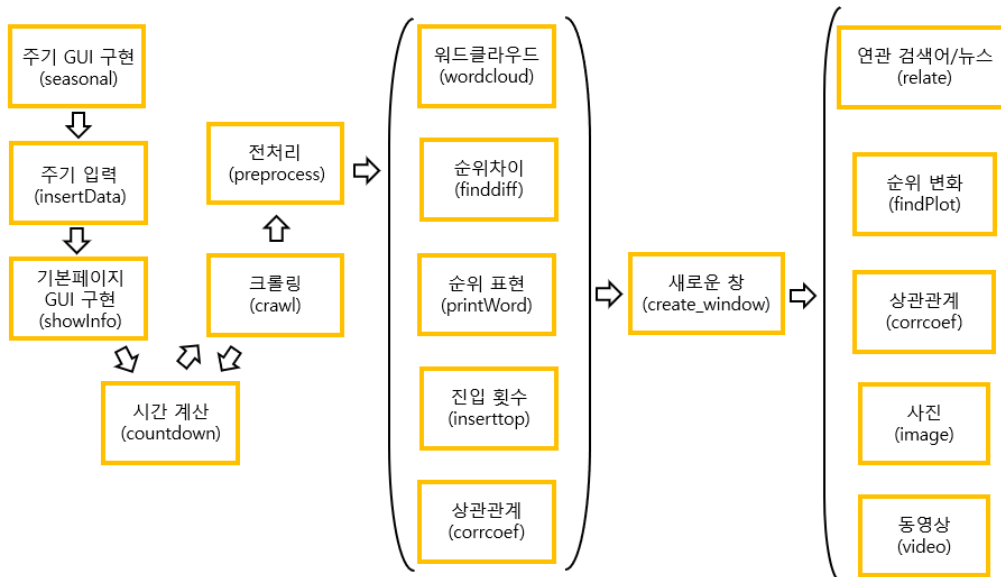 주기 GUI 구현
(seasonal)
주기 입력
(insertData)
기본페이지
GUI 구현
(showInfo)
시간 계산
(countdown)
크롤링
(crawl)
전처리
(preprocess)
워드클라우드
(wordcloud)
순위차이
(finddiff)
순위 표현
(printWord)
진입 횟수
(inserttop)
상관관계
(corrcoef)
새로운 창
(create_window)
연관 검색어/뉴스
(relate)
순위 변화
(findPlot)
상관관계
(corrcoef)
사진
(image)
동영상
(video)